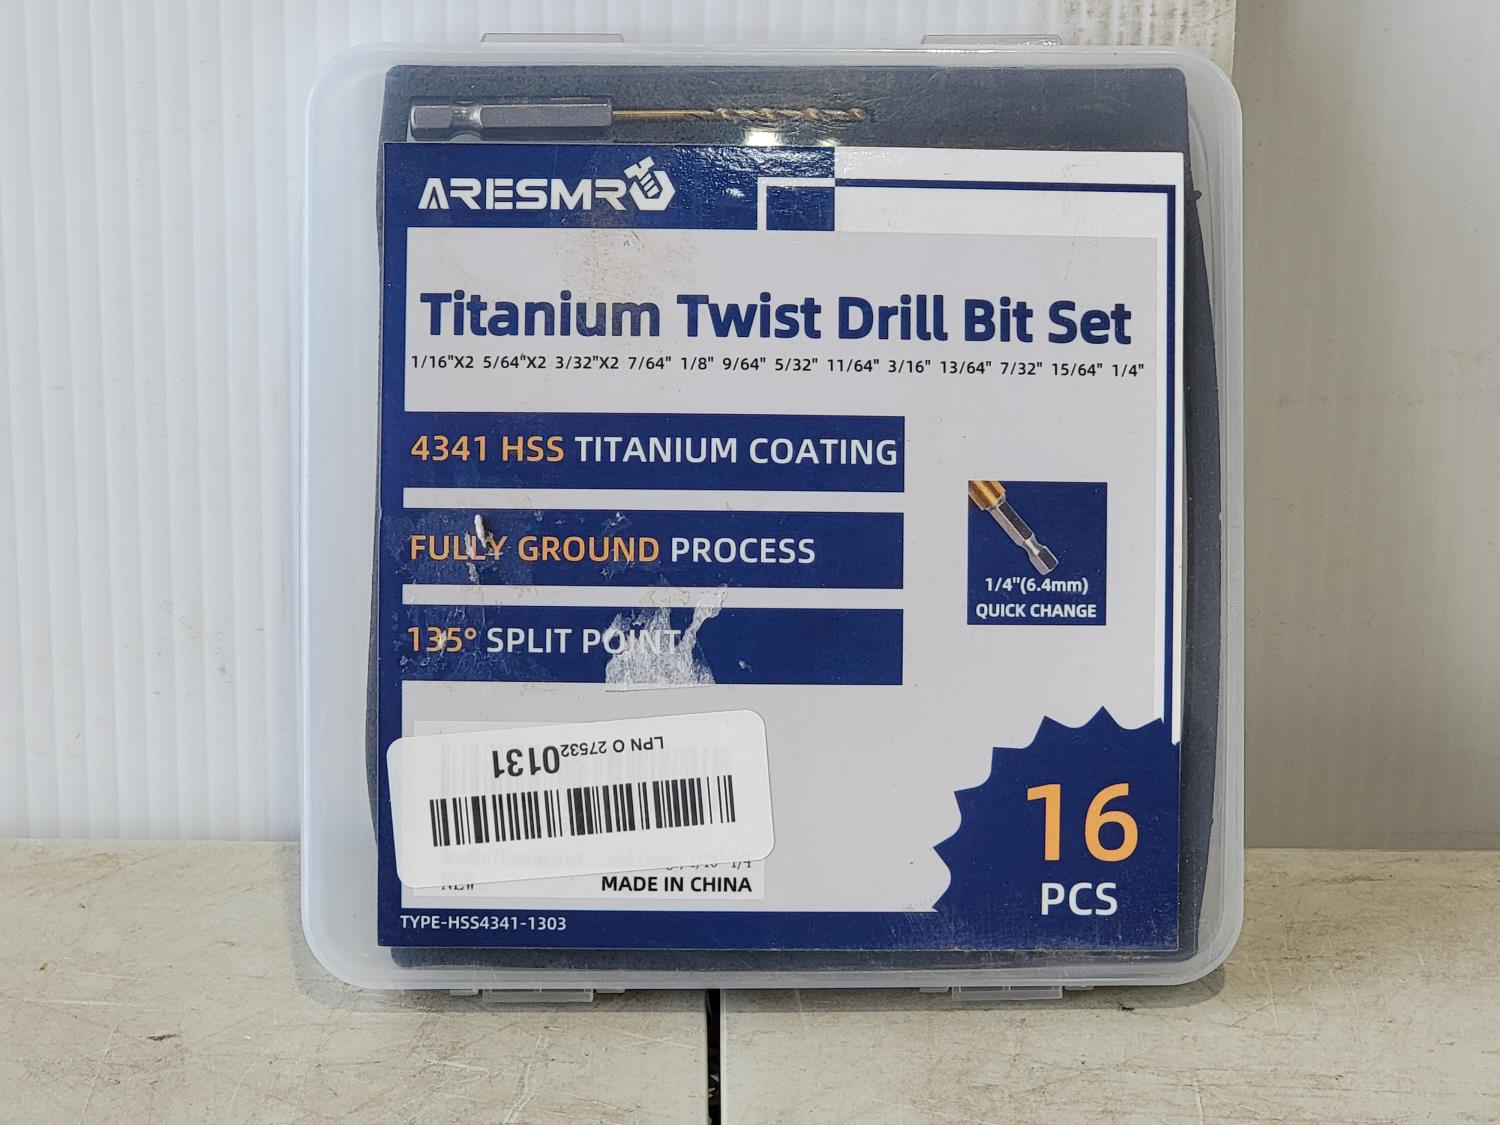 ARESMR
Titanium Twist Drill Bit Set
1/16"X2 5/64"X2 3/32"X2 7/64" 1/8" 9/64" 5/32" 11/64" 3/16" 13/64" 7/32" 15/64" 1/4"
4341 HSS TITANIUM COATING
FULLY GROUND PROCESS
135° SPLIT POINT
1/4"(6.4mm)
QUICK CHANGE
LPN O 275320131
NEW
MADE IN CHINA
16
PCS
TYPE-HSS4341-1303